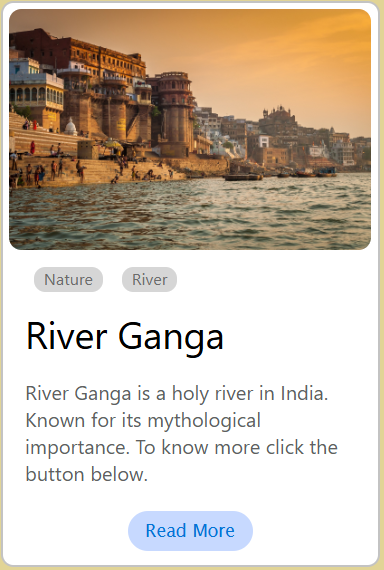 Nature River
River Ganga
River Ganga is a holy river in India.
Known for its mythological
importance. To know more click the
button below.
Read More